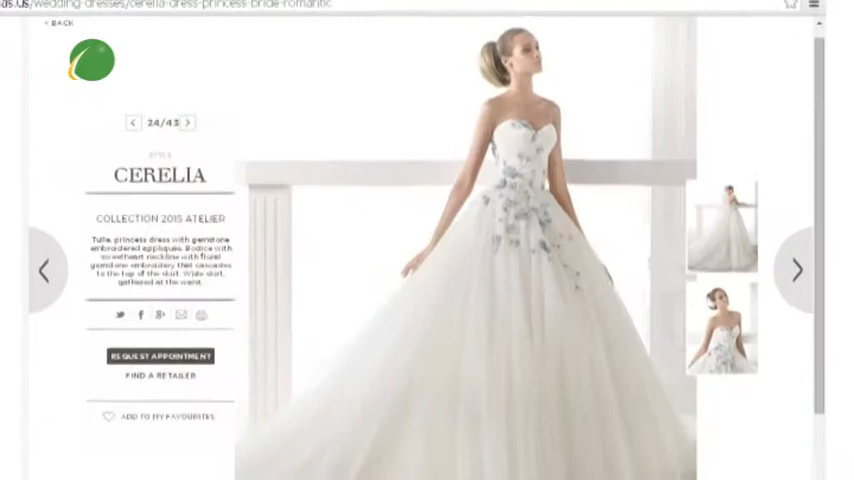 as.us/wedding-dresses/cerelia-dress-princess-bride-romantic
< BACK
24/43
STYLE
CERELIA
COLLECTION 2015 ATELIER
Tulle, princess dress with gemstone
embroidered appliqués. Bodice with
sweetheart neckline with floral
gemstone embroidery that cascades
to the top of the skirt. Wide skirt,
gathered at the waist.
REQUEST APPOINTMENT
FIND A RETAILER
ADD TO MY FAVOURITES